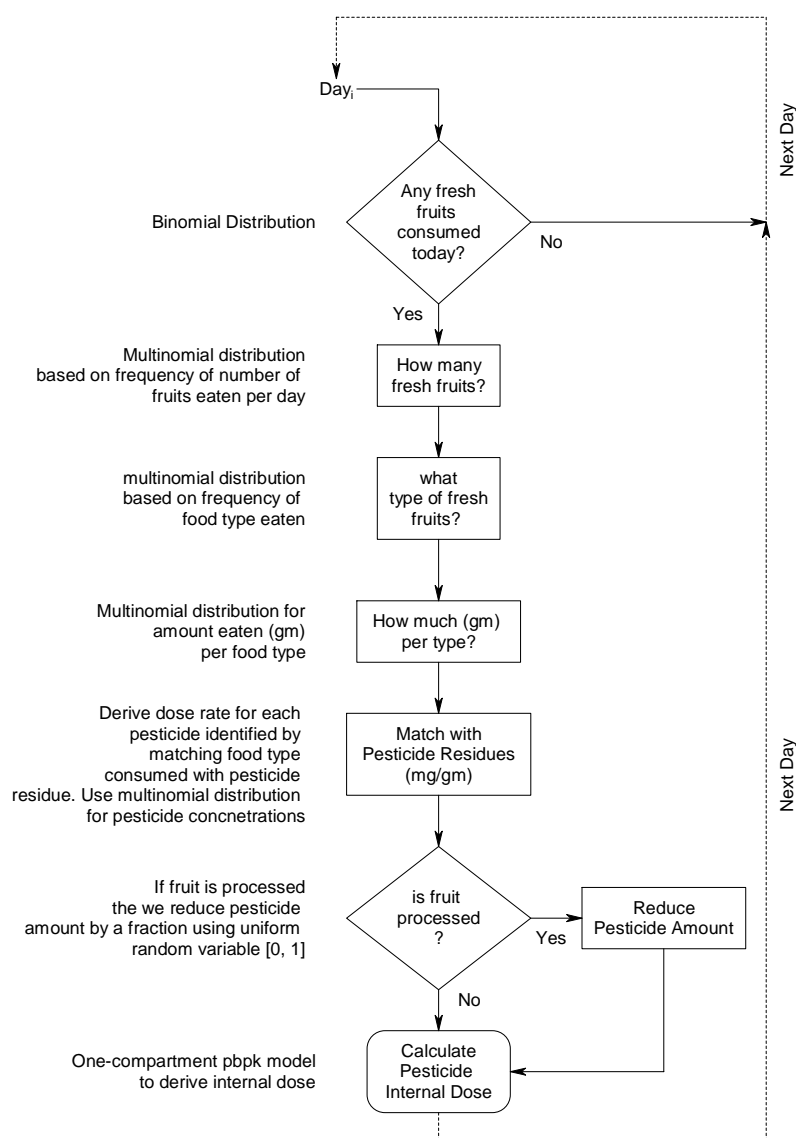 Day i
Next Day
Binomial Distribution
Any fresh
fruits
consumed
today?
No
Yes
Multinomial distribution
based on frequency of number of
fruits eaten per day
How many
fresh fruits?
multinomial distribution
based on frequency of
food type eaten
what
type of fresh
fruits?
Multinomial distribution for
amount eaten (gm)
per food type
How much (gm)
per type?
Derive dose rate for each
pesticide identified by
matching food type
consumed with pesticide
residue. Use multinomial distribution
for pesticide concnetrations
Match with
Pesticide Residues
(mg/gm)
Next Day
If fruit is processed
the we reduce pesticide
amount by a fraction using uniform
random variable [0, 1]
is fruit
processed
?
Yes
Reduce
Pesticide Amount
No
One-compartment pbpk model
to derive internal dose
Calculate
Pesticide
Internal Dose